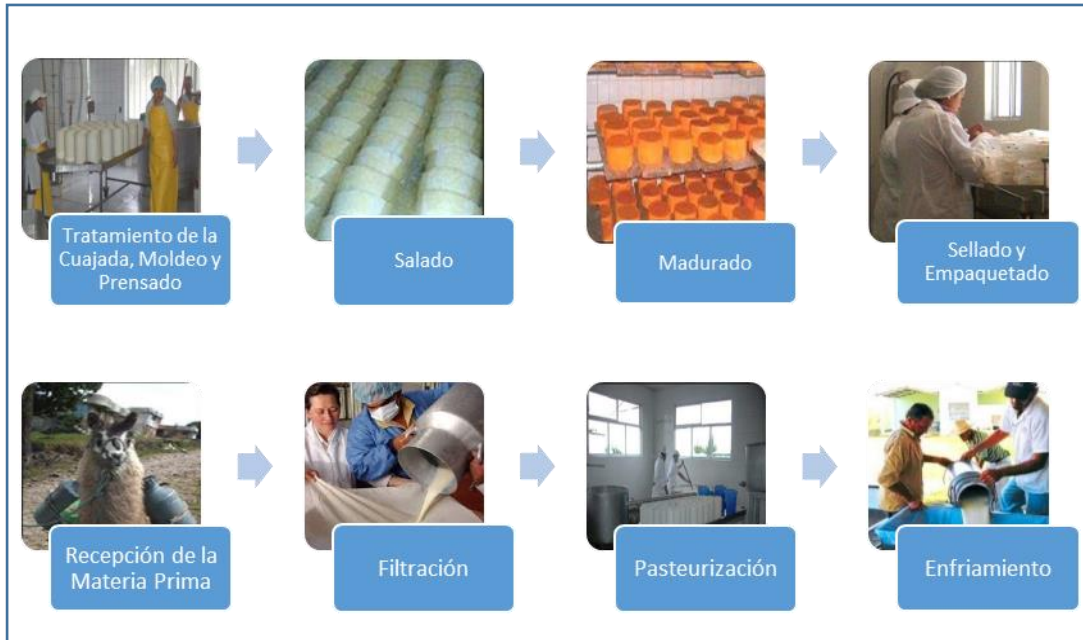 Tratamiento de la
Cuajada, Moldeo y
Prensado
Salado
Madurado
Sellado y
Empaquetado
Recepción de la
Materia Prima
Filtración
Pasteurización
Enfriamiento